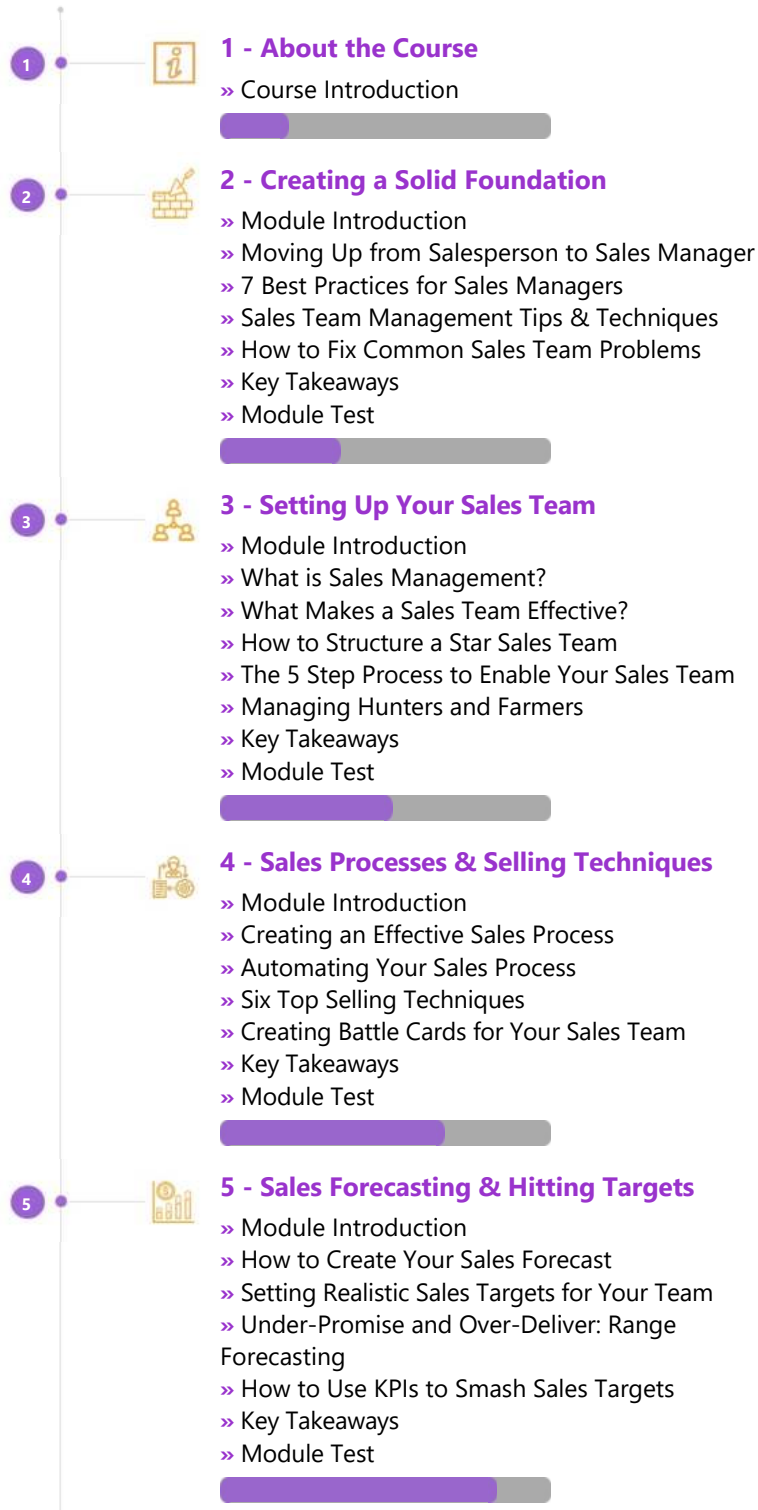 1
1 - About the Course
» Course Introduction
2
2 - Creating a Solid Foundation
» Module Introduction
» Moving Up from Salesperson to Sales Manager
» 7 Best Practices for Sales Managers
» Sales Team Management Tips & Techniques
» How to Fix Common Sales Team Problems
» Key Takeaways
» Module Test
3
3 - Setting Up Your Sales Team
» Module Introduction
» What is Sales Management?
» What Makes a Sales Team Effective?
» How to Structure a Star Sales Team
» The 5 Step Process to Enable Your Sales Team
» Managing Hunters and Farmers
» Key Takeaways
» Module Test
4
4 - Sales Processes & Selling Techniques
» Module Introduction
» Creating an Effective Sales Process
» Automating Your Sales Process
» Six Top Selling Techniques
» Creating Battle Cards for Your Sales Team
» Key Takeaways
» Module Test
5
5 - Sales Forecasting & Hitting Targets
» Module Introduction
» How to Create Your Sales Forecast
» Setting Realistic Sales Targets for Your Team
» Under-Promise and Over-Deliver: Range
Forecasting
» How to Use KPIs to Smash Sales Targets
» Key Takeaways
» Module Test